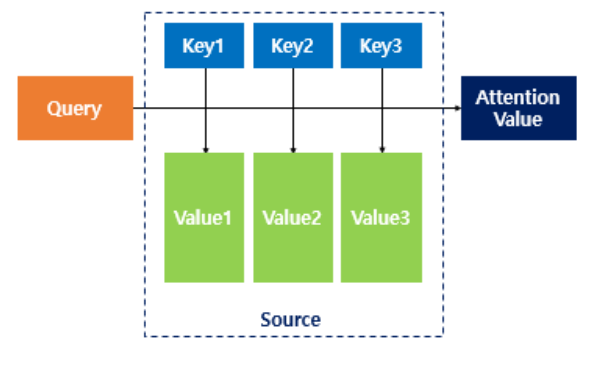 Key1 Key2 Key3
Query
Attention
Value
Value1 Value2 Value3
Source